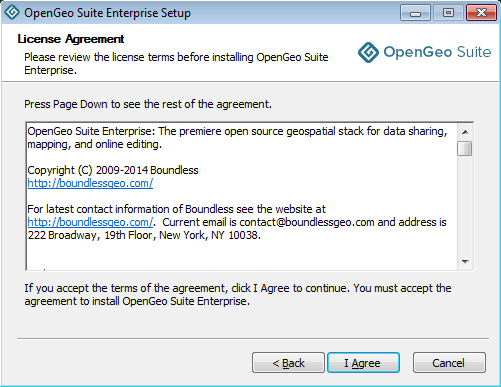 OpenGeo Suite Enterprise Setup
License Agreement
Please review the license terms before installing OpenGeo Suite
Enterprise.
OpenGeo Suite
Press Page Down to see the rest of the agreement.
OpenGeo Suite Enterprise: The premiere open source geospatial stack for data sharing,
mapping, and online editing.
Copyright (C) 2009-2014 Boundless
http://boundlessgeo.com/
For latest contact information of Boundless see the website at
http://boundlessgeo.com/.  Current email is contact@boundlessgeo.com and address is
222 Broadway, 19th Floor, New York, NY 10038.
If you accept the terms of the agreement, click I Agree to continue. You must accept the
agreement to install OpenGeo Suite Enterprise.
< Back
I Agree
Cancel